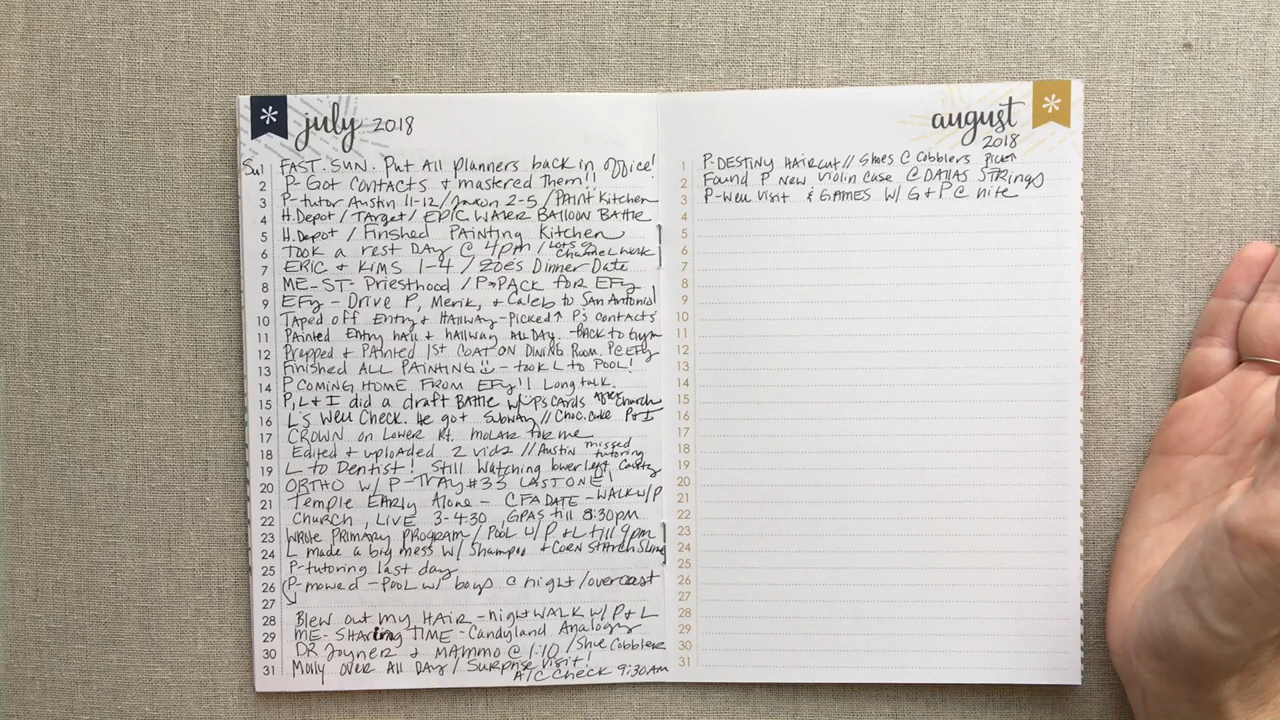 july 2018
Su1 FAST. SUN. Put All planners back in office!
2 P- Got Contacts + mastered Them!!
3 P-tutor Austin 11-12/Jaxon 2-5/PAINT Kitchen
4 H.Depot/Target/EPIC WATER BALLOON BAttle
5 H.Depot/Finished PAINTING Kitchen
6 TOOK A rest DAY @ 4pm / Lots of Channel Work
7 ERIC + KIMS 1-4 / ZOES Dinner Date
8 ME-ST- Priesthood / P→PACK for EFy
9 EFy - Drive P, Merik, + Caleb to San Antonio!
10 Taped off Entry + Hallway-Picked↑ P's contacts
11 Painted Entry hall + hallway ALL DAY. -BACK to Gym
12 Prepped + PAinted 1st COAT ON DINING Room. P@EFy
13 Finished ALL PAINTING!! - took L to POOL!
14 P COMING HOME FROM EFy!! Long talk.
15 P, L + I did a draft BAttle w/ P's CArds After Church
16 L's Well Check. He got Subway // Choc. cake P+I
17 CROWN on Lower Rt. MOLAR for me
18 Edited + uploaded 2 vids // Austin missed tutoring
19 L to Dentist! Still Watching lower left Cavity
20 ORTHO W/ P-Tray #33 LAST ONE!
21 Temple Early Alone - CFA DATE - WALK W/P
22 Church, LIVE 3-4:30 GPAS till 8:30PM
23 WROTE PRIMARY PROGRAM / POOL W/ P + L till 9pm
24 L made A big mess w/ Shampoo + CORN STARCH Slime
25 P-tutoring last day
26 P-mowed -POOL w/ boys @ night /overcast
27
28 Blew out my HAIR -night WALK W/ P + L
29 ME- SHAring TIME -Candyland Analogy
30 DR Joyner + MAMMO @ 1:10 / Shoe Cobblers
31 Molly over All Day / Surprise Visit!
A/C Check 9:30AM
august 2018
1 P-DESTINY HAIRCUT // Shoes @ Cobblers Pick↑
2 Found P New Violin Case @ DALLAS STRINGS
3 P-Well Visit & GAMES W/ G+P @ nite
4
5
6
7
8
9
10
11
12
13
14
15
16
17
18
19
20
21
22
23
24
25
26
27
28
29
30
31